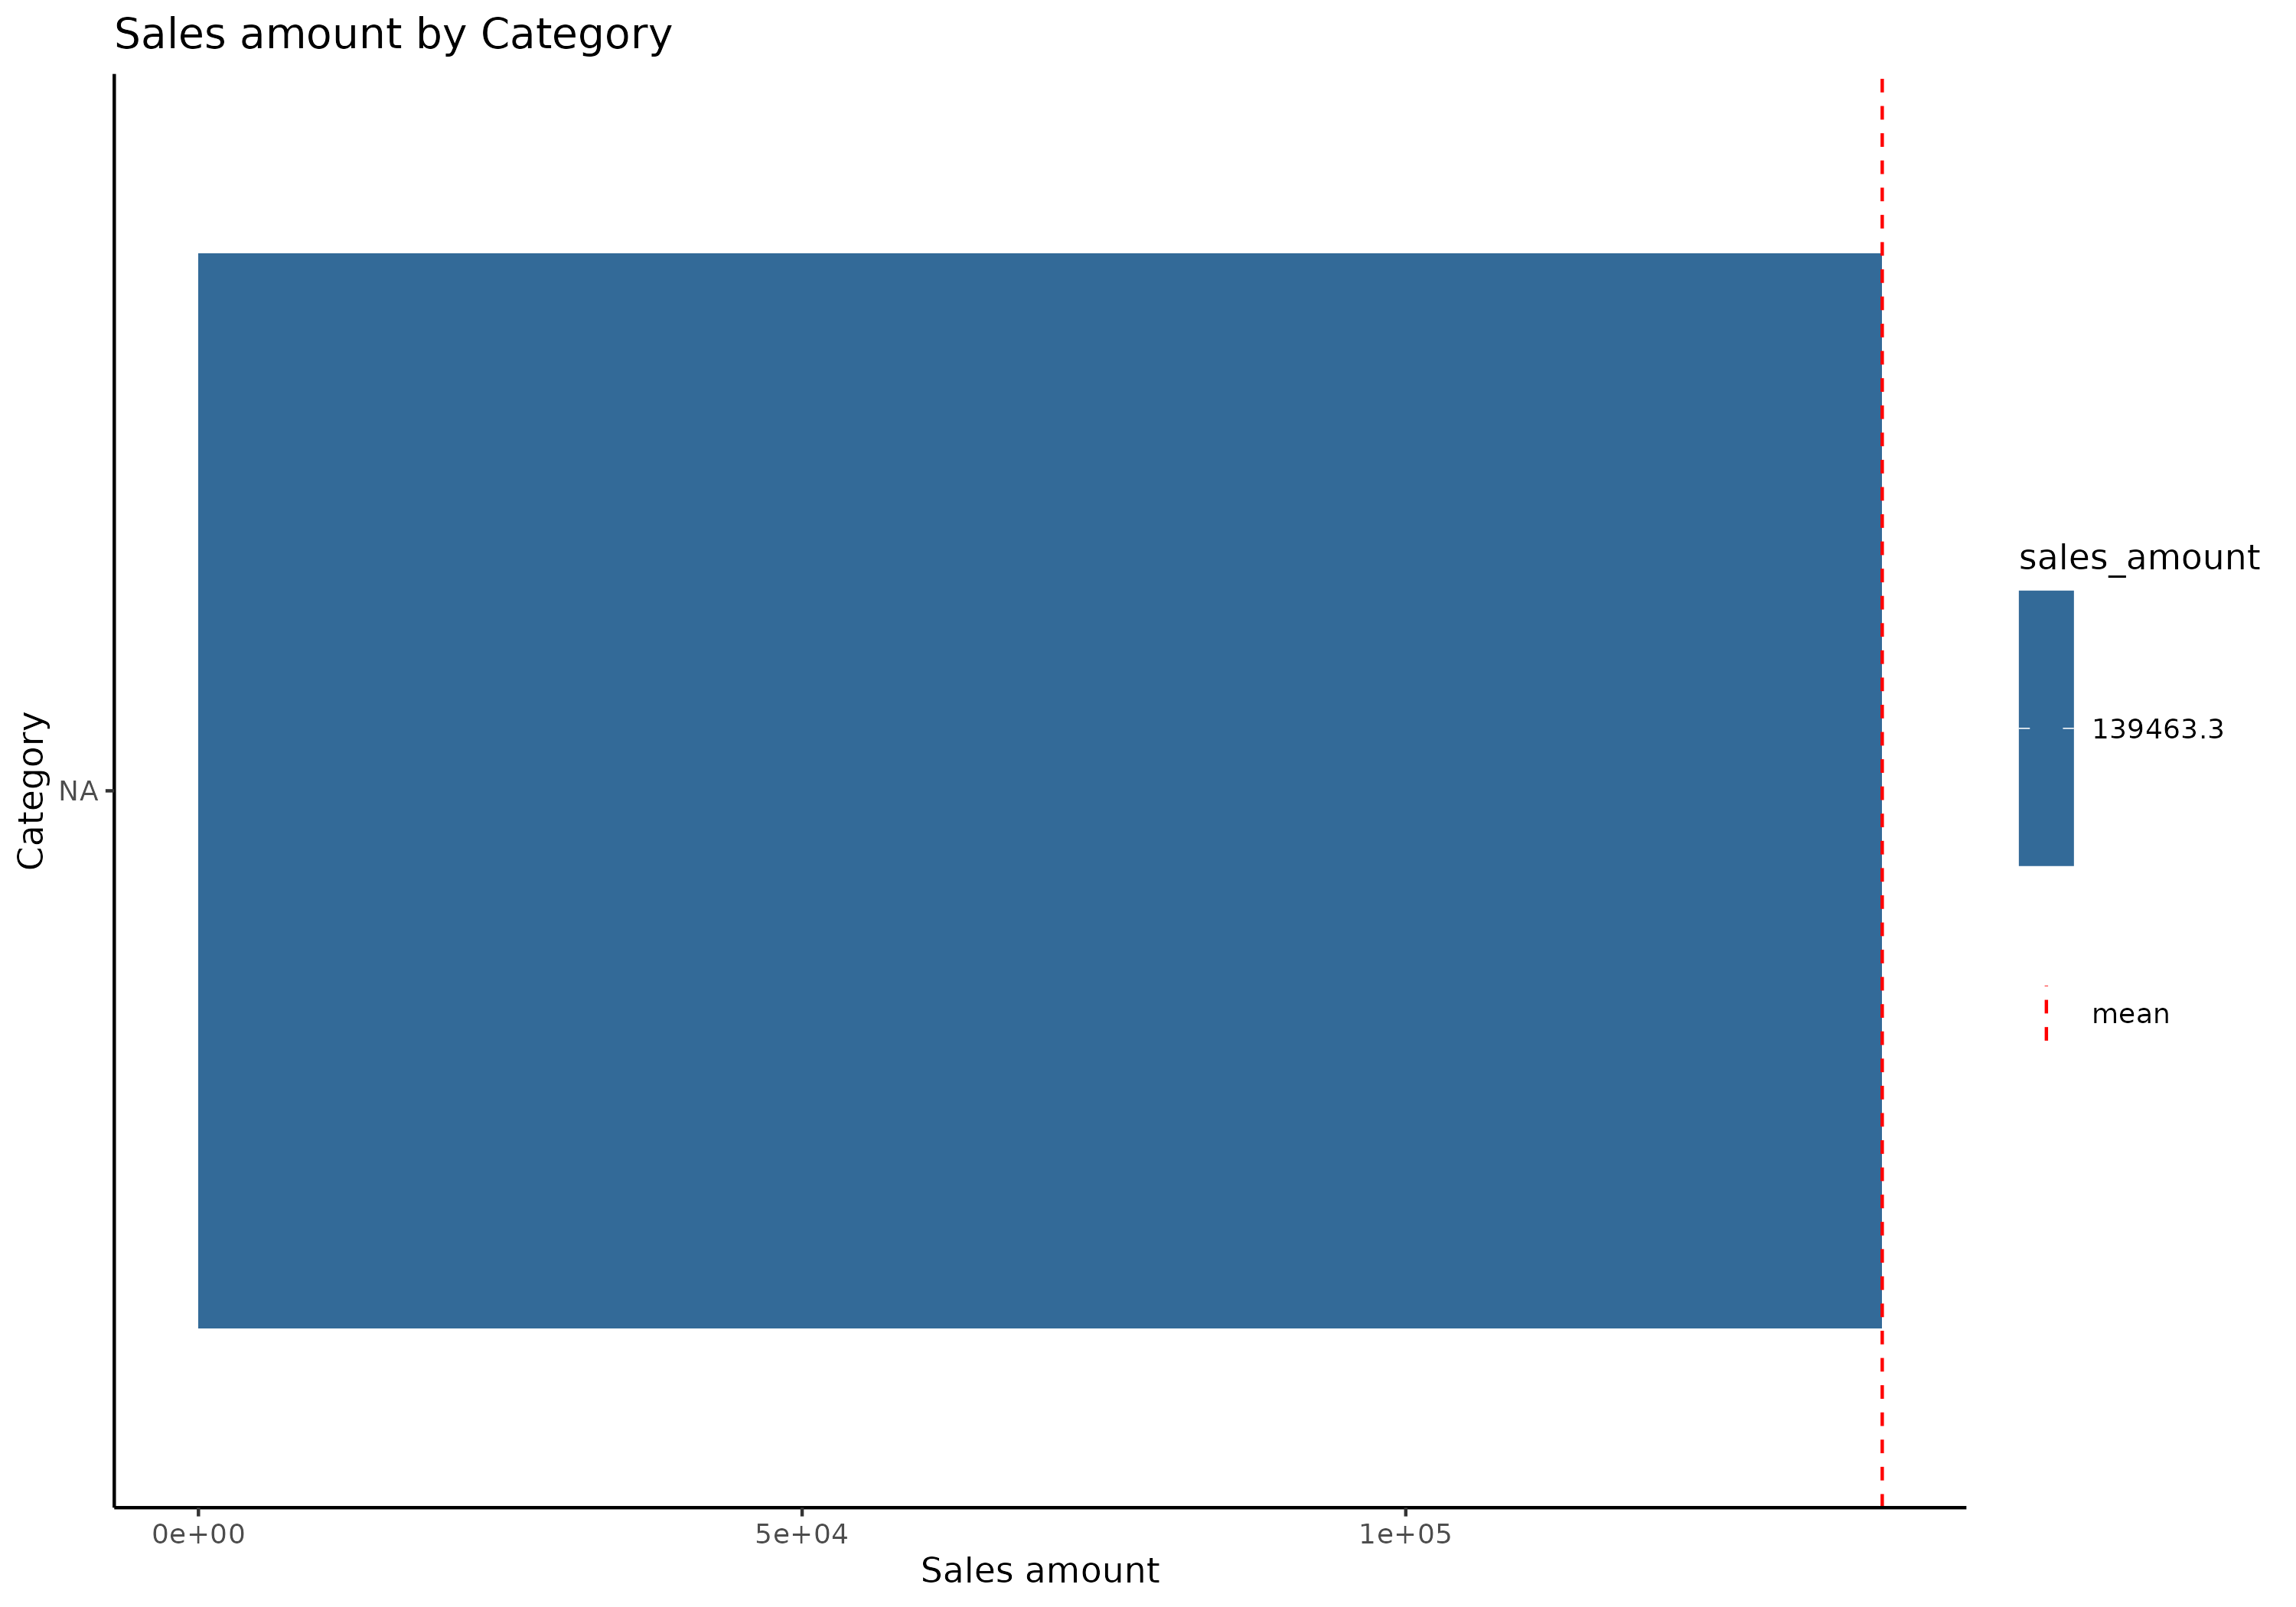 Sales amount by Category
Category
NA
0e+00
5e+04
1e+05
Sales amount
sales_amount
139463.3
mean